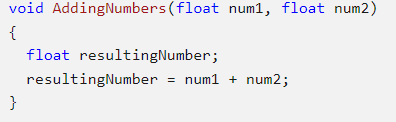 void AddingNumbers(float num1, float num2)
{
  float resultingNumber;
  resultingNumber = num1 + num2;
}